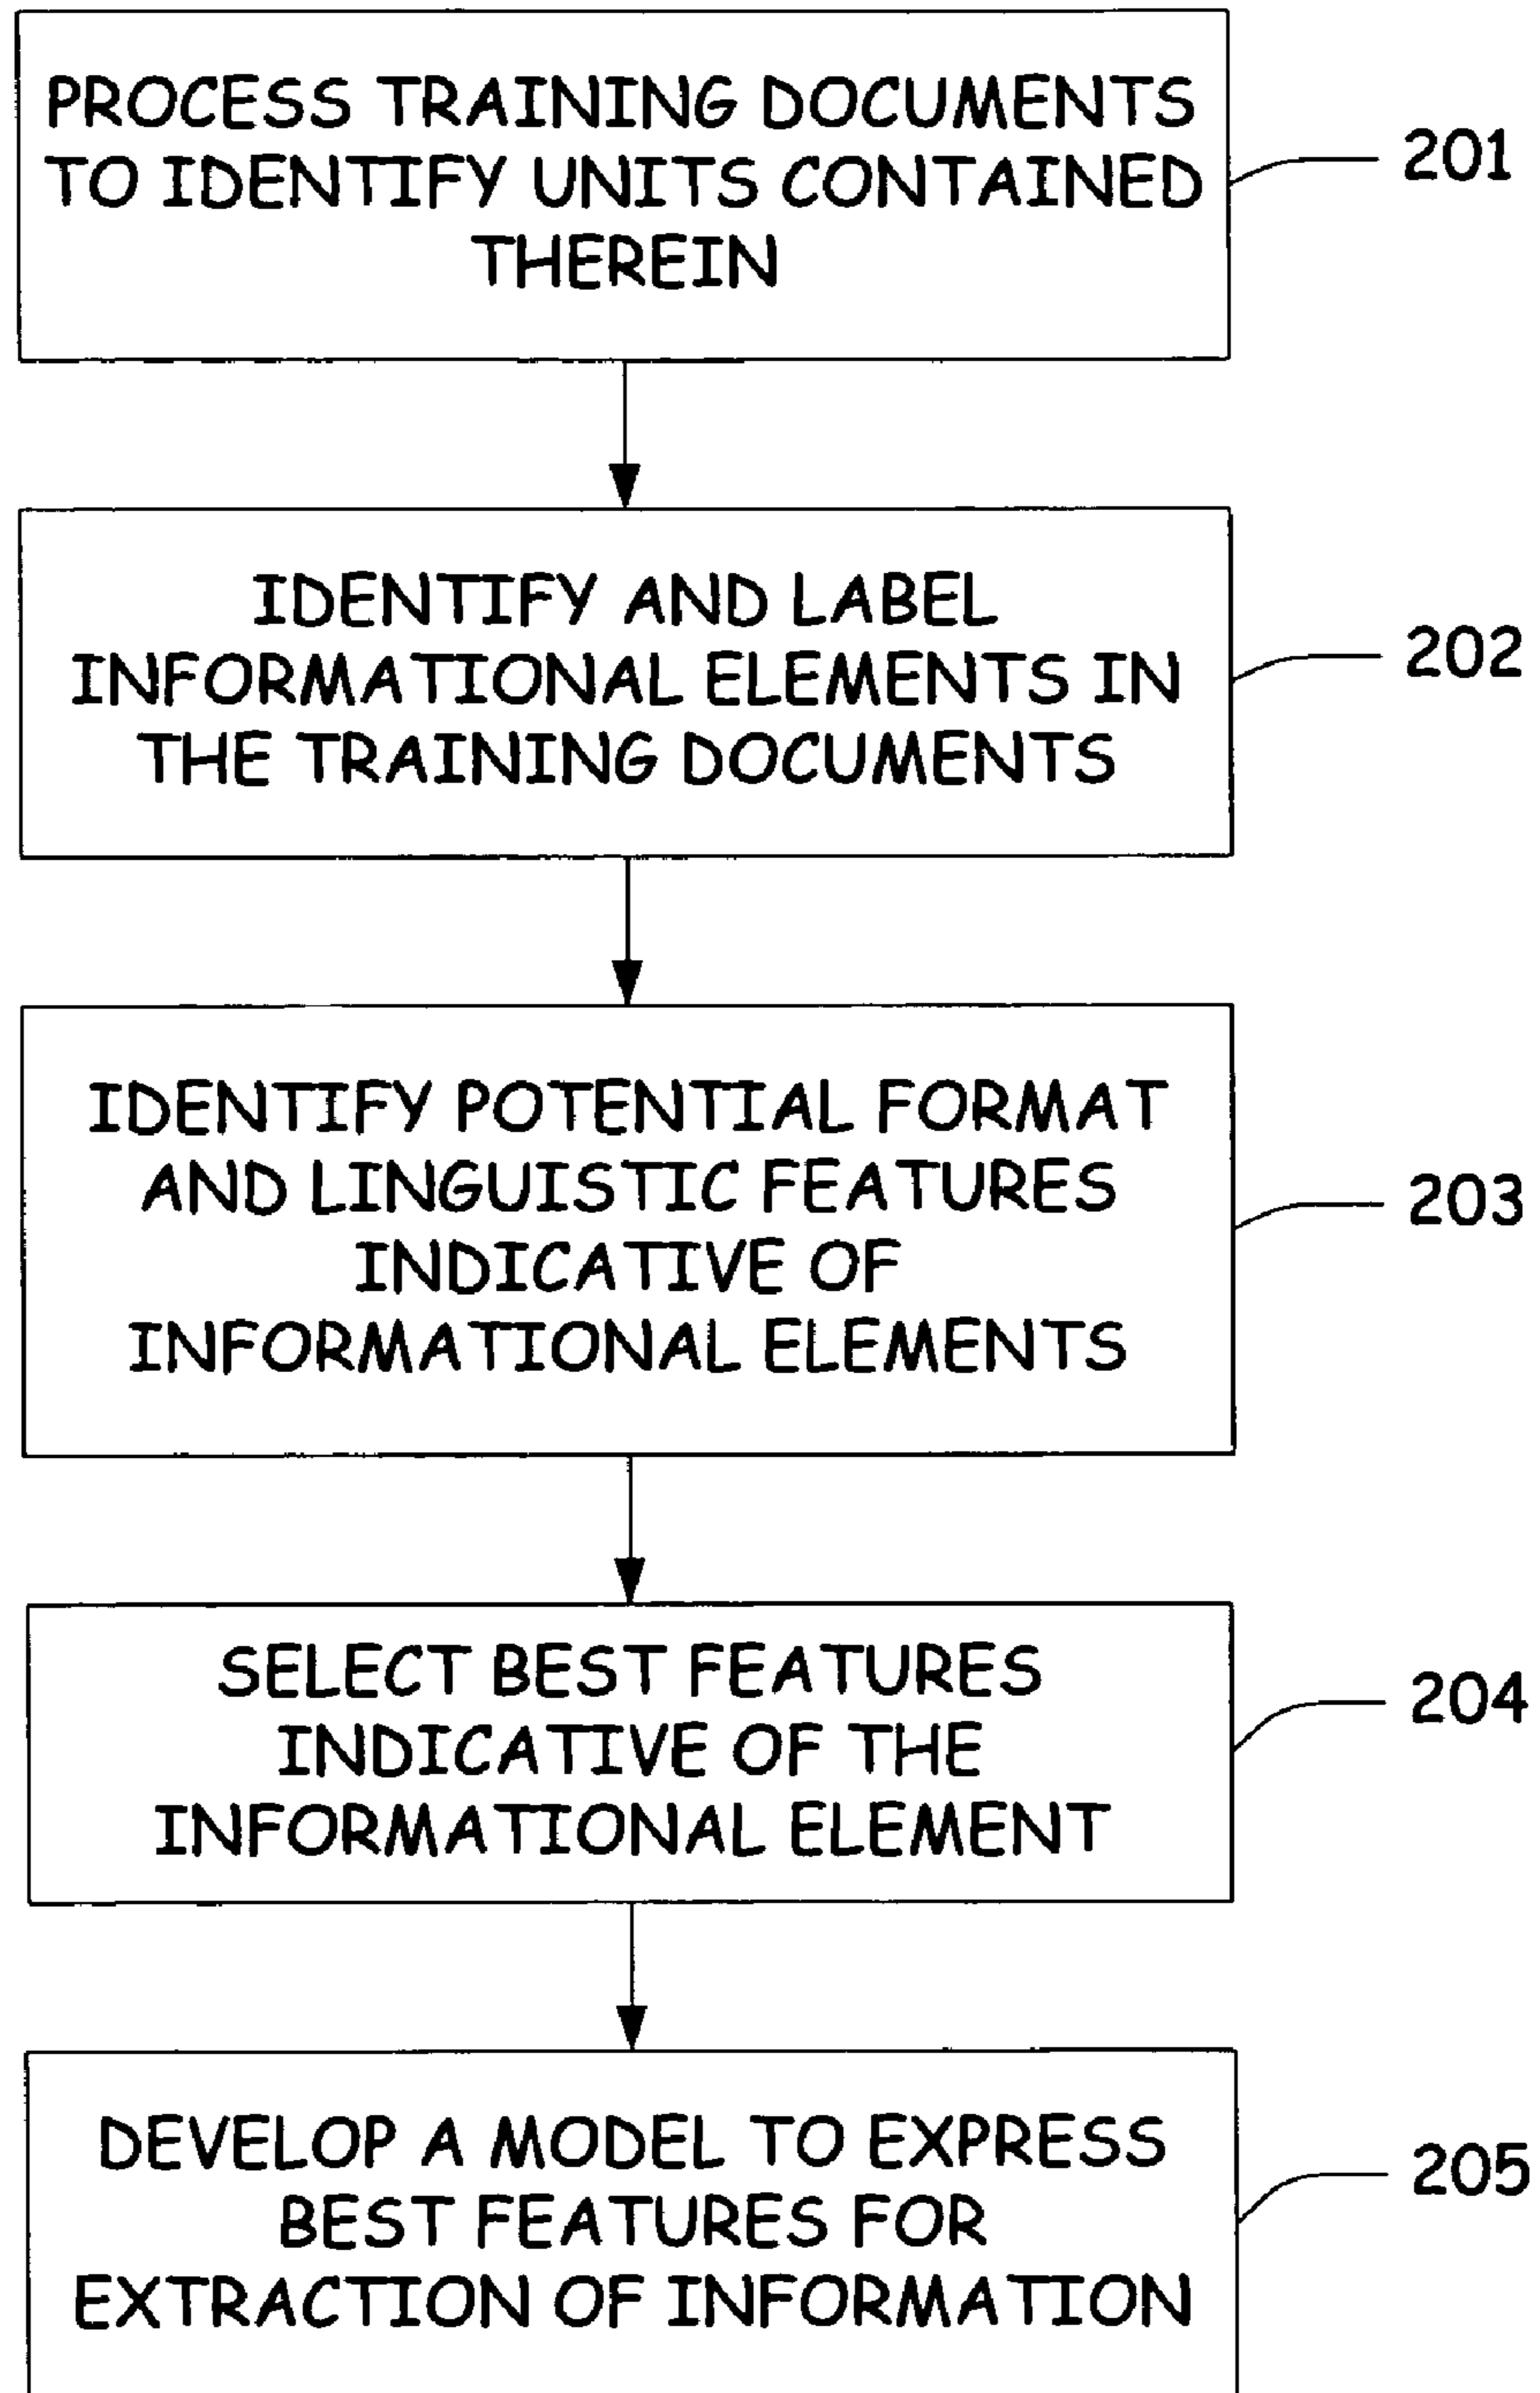 PROCESS TRAINING DOCUMENTS
TO IDENTIFY UNITS CONTAINED
THEREIN
201
IDENTIFY AND LABEL
INFORMATIONAL ELEMENTS IN
THE TRAINING DOCUMENTS
202
IDENTIFY POTENTIAL FORMAT
AND LINGUISTIC FEATURES
INDICATIVE OF
INFORMATIONAL ELEMENTS
203
SELECT BEST FEATURES
INDICATIVE OF THE
INFORMATIONAL ELEMENT
204
DEVELOP A MODEL TO EXPRESS
BEST FEATURES FOR
EXTRACTION OF INFORMATION
205